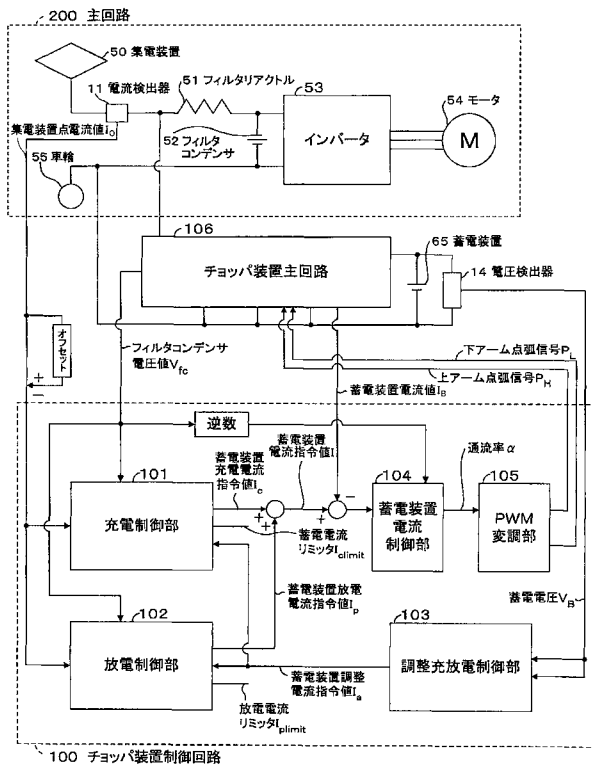 200 主回路
50 集電装置
11 電流検出器
51 フィルタリアクトル
53
54 モータ
集電装置点電流値I0
52 フィルタ
コンデンサ
インバータ
M
55 車輪
106
チョッパ装置主回路
65 蓄電装置
14 電圧検出器
オフセット
+
−
フィルタコンデンサ
電圧値Vfc
下アーム点弧信号PL
上アーム点弧信号PH
蓄電装置電流値IB
逆数
蓄電装置
充電電流
指令値Ic
蓄電装置
電流指令値I
通流率α
101
充電制御部
+
+
+
−
104
蓄電装置
電流
制御部
105
PWM
変調部
蓄電電流
リミッタIclimit
蓄電装置放電
電流指令値Ip
蓄電電圧VB
102
放電制御部
103
調整充放電制御部
蓄電装置調整
電流指令値Ia
放電電流
リミッタIplimit
100 チョッパ装置制御回路